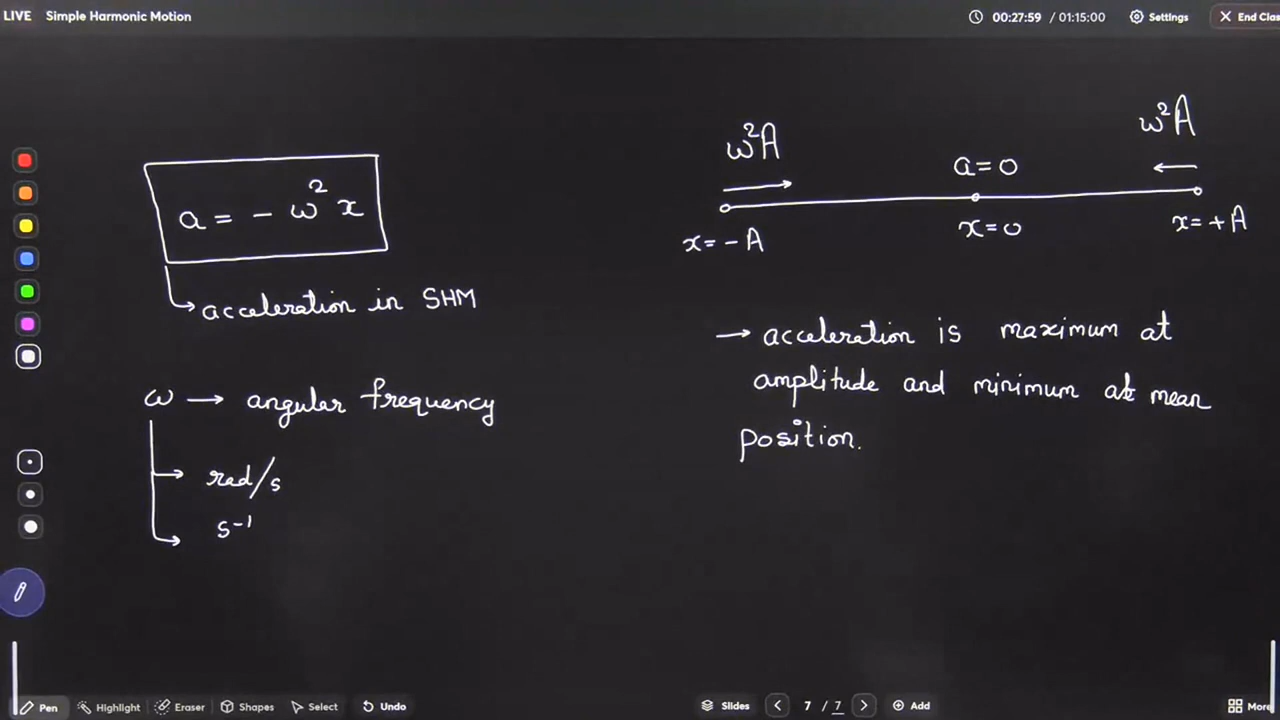 LIVE Simple Harmonic Motion
00:27:59 / 01:15:00 Settings End Clas
a = - ω²x
acceleration in SHM
ω → angular frequency
rad/s
s⁻¹
ω²A
ω²A
a=0
x=-A
x=0
x=+A
→ acceleration is maximum at
amplitude and minimum at mean
position.
Pen Highlight Eraser Shapes Select Undo Slides 7 / 7 Add More